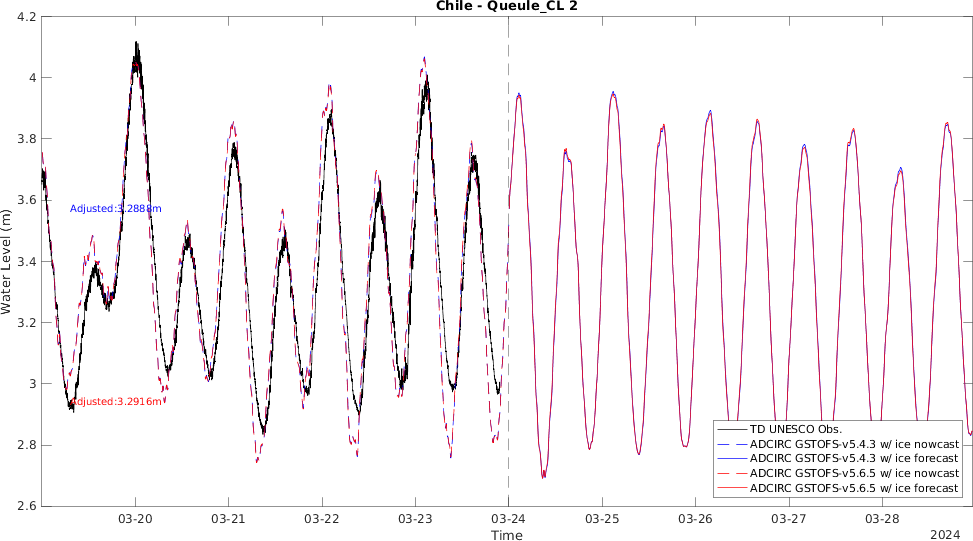 Chile - Queule_CL 2
4.2
4
3.8
3.6
3.4
3.2
3
2.8
2.6
Water Level (m)
Adjusted:3.2888m
Adjusted:3.2916m
TD UNESCO Obs.
ADCIRC GSTOFS-v5.4.3 w/ ice nowcast
ADCIRC GSTOFS-v5.4.3 w/ ice forecast
ADCIRC GSTOFS-v5.6.5 w/ ice nowcast
ADCIRC GSTOFS-v5.6.5 w/ ice forecast
03-20 03-21 03-22 03-23 03-24 03-25 03-26 03-27 03-28
Time
2024